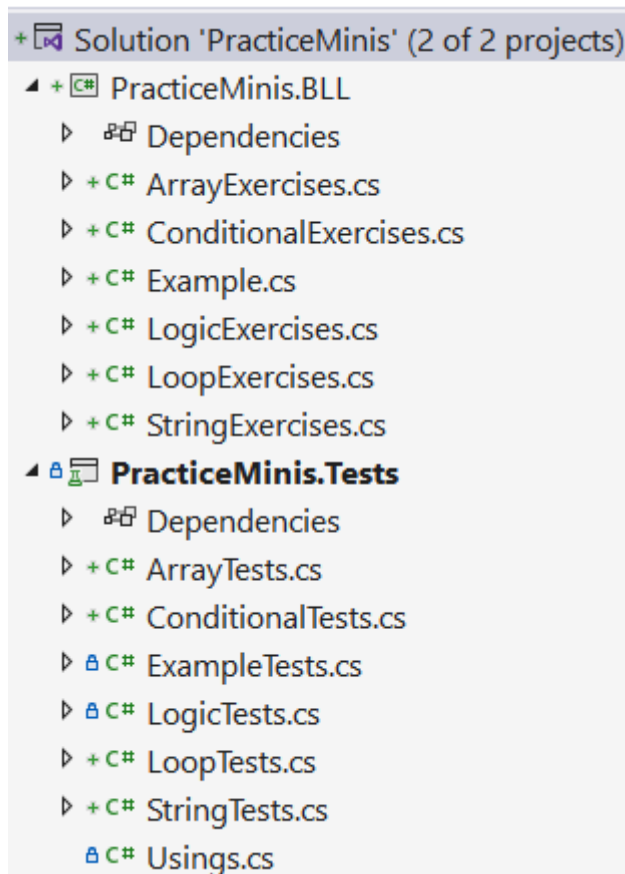 Solution 'PracticeMinis' (2 of 2 projects)
C# PracticeMinis.BLL
Dependencies
C# ArrayExercises.cs
C# ConditionalExercises.cs
C# Example.cs
C# LogicExercises.cs
C# LoopExercises.cs
C# StringExercises.cs
PracticeMinis.Tests
Dependencies
C# ArrayTests.cs
C# ConditionalTests.cs
C# ExampleTests.cs
C# LogicTests.cs
C# LoopTests.cs
C# StringTests.cs
C# Usings.cs